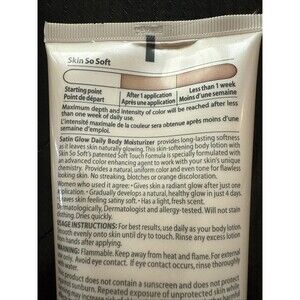 Skin So Soft
Starting point
Point de départ
After 1 application
Après une application
Less than 1 week
Moins d'une semaine
Maximum depth and intensity of color will be reached after less
than one week of daily use.
L'intensité maximale de la couleur sera obtenue après moins
d'une semaine d'emploi.
Satin Glow Daily Body Moisturizer provides long-lasting softness
as it leaves skin naturally glowing. This skin-softening body lotion with
Skin So Soft's patented Soft Touch Formula is specially formulated with
an advanced color enhancing agent to work with your skin's unique
chemistry. Provides a natural, uniform color and even tone for flawless
looking skin. No streaking, blotches or orange discoloration.
Women who used it agree: • Gives skin a radiant glow after just one
application. • Gradually develops a natural, healthy glow in just 4 days.
Leaves skin feeling satiny soft. • Has a light, fresh scent.
Dermatologically, Dermatologist and allergy-tested. Will not stain
clothing. Dries quickly.
USAGE INSTRUCTIONS: For best results, use daily as your body lotion.
Smooth evenly onto skin until dry to touch. Rinse any excess lotion
from hands after applying.
WARNING: Flammable. Keep away from heat and flame. For external
use only. Avoid eye contact. If eye contact occurs, rinse thoroughly
water.
product does not contain a sunscreen and does not
against sunburn. Repeated exposure of unprotected skin while